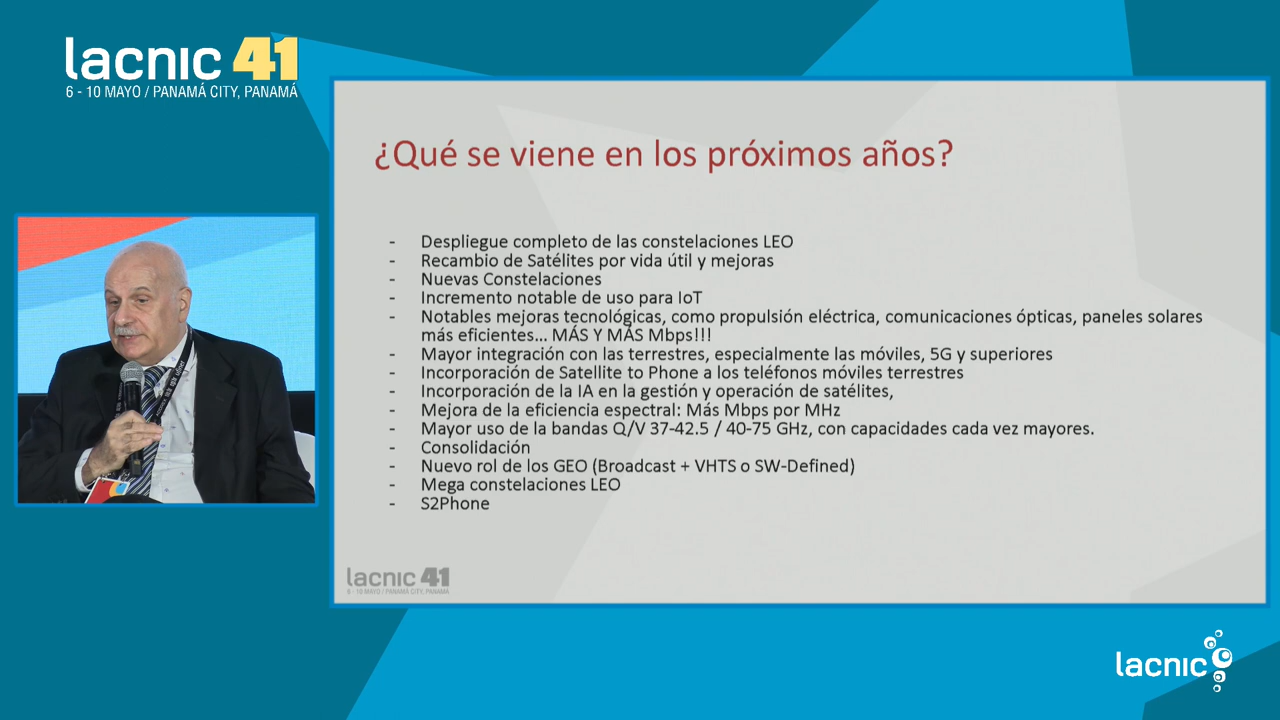 lacnic 41
6 - 10 MAYO / PANAMÁ CITY, PANAMÁ
¿Qué se viene en los próximos años?
- Despliegue completo de las constelaciones LEO
- Recambio de Satélites por vida útil y mejoras
- Nuevas Constelaciones
- Incremento notable de uso para IoT
- Notables mejoras tecnológicas, como propulsión eléctrica, comunicaciones ópticas, paneles solares
más eficientes... MÁS Y MÁS Mbps!!!
- Mayor integración con las terrestres, especialmente las móviles, 5G y superiores
- Incorporación de Satellite to Phone a los teléfonos móviles terrestres
- Incorporación de la IA en la gestión y operación de satélites,
- Mejora de la eficiencia espectral: Más Mbps por MHz
- Mayor uso de la bandas Q/V 37-42.5 / 40-75 GHz, con capacidades cada vez mayores.
- Consolidación
- Nuevo rol de los GEO (Broadcast + VHTS o SW-Defined)
- Mega constelaciones LEO
- S2Phone
lacnic 41
6 - 10 MAYO / PANAMÁ CITY, PANAMÁ
lacnic